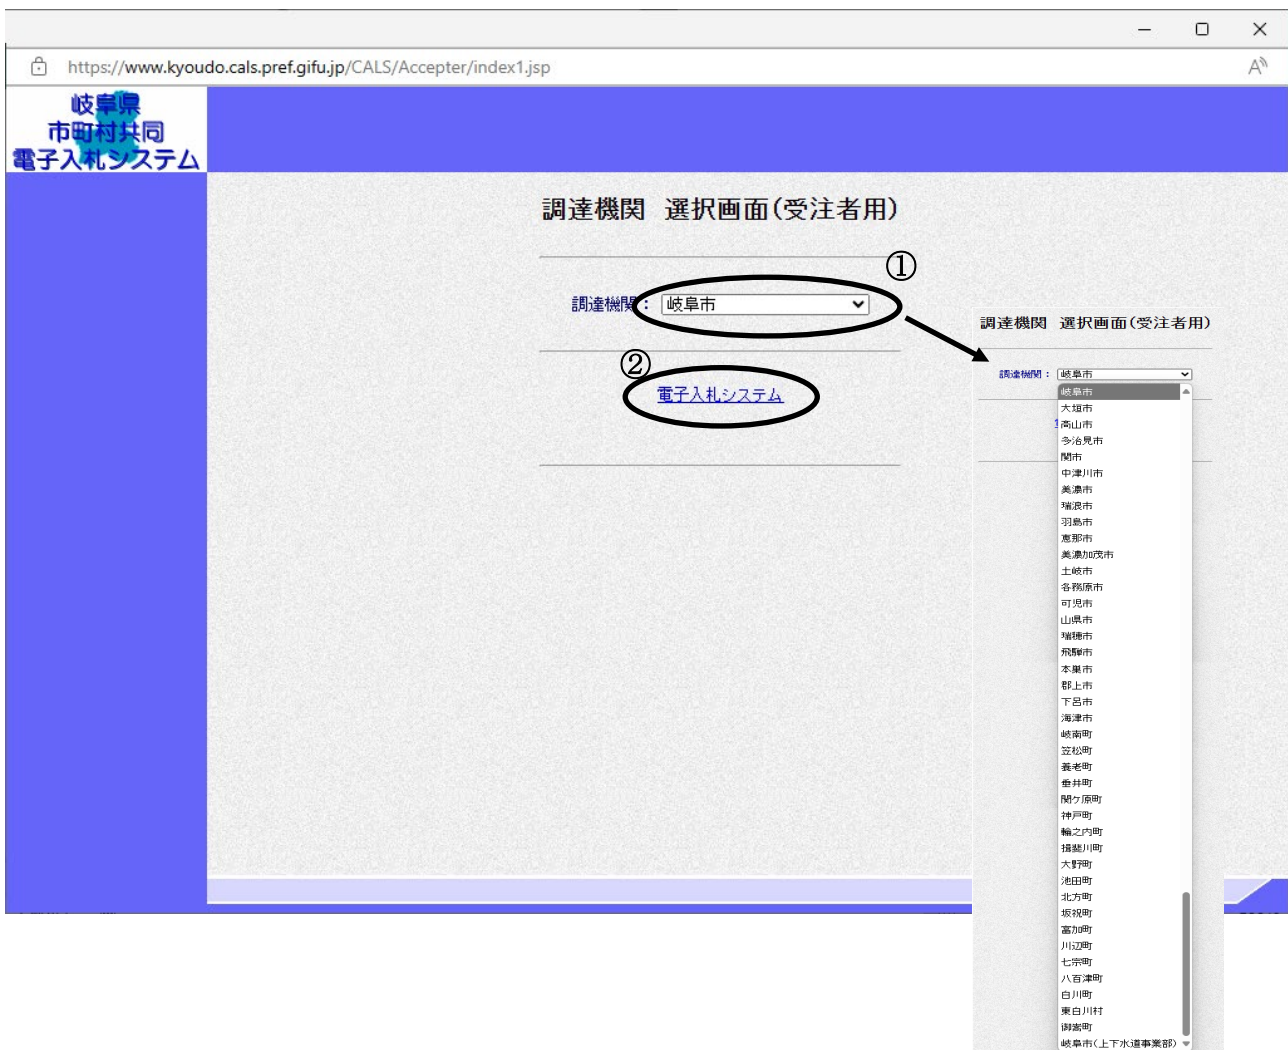 https://www.kyoudo.cals.pref.gifu.jp/CALS/Accepter/index1.jsp
岐阜県
市町村共同
電子入札システム
調達機関 選択画面(受注者用)
①
調達機関： 岐阜市
②
電子入札システム
調達機関 選択画面(受注者用)
調達機関： 岐阜市
岐阜市
大垣市
高山市
多治見市
関市
中津川市
美濃市
瑞浪市
羽島市
恵那市
美濃加茂市
土岐市
各務原市
可児市
山県市
瑞穂市
飛騨市
本巣市
郡上市
下呂市
海津市
岐南町
笠松町
養老町
垂井町
関ケ原町
神戸町
輪之内町
揖斐川町
大野町
池田町
北方町
坂祝町
富加町
川辺町
七宗町
八百津町
白川町
東白川村
御嵩町
岐阜市(上下水道事業部)